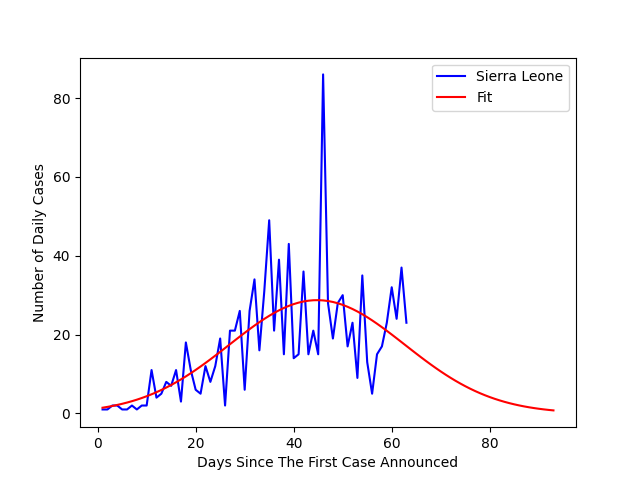 Sierra Leone
Fit
80
60
40
20
0
Number of Daily Cases
0 20 40 60 80
Days Since The First Case Announced